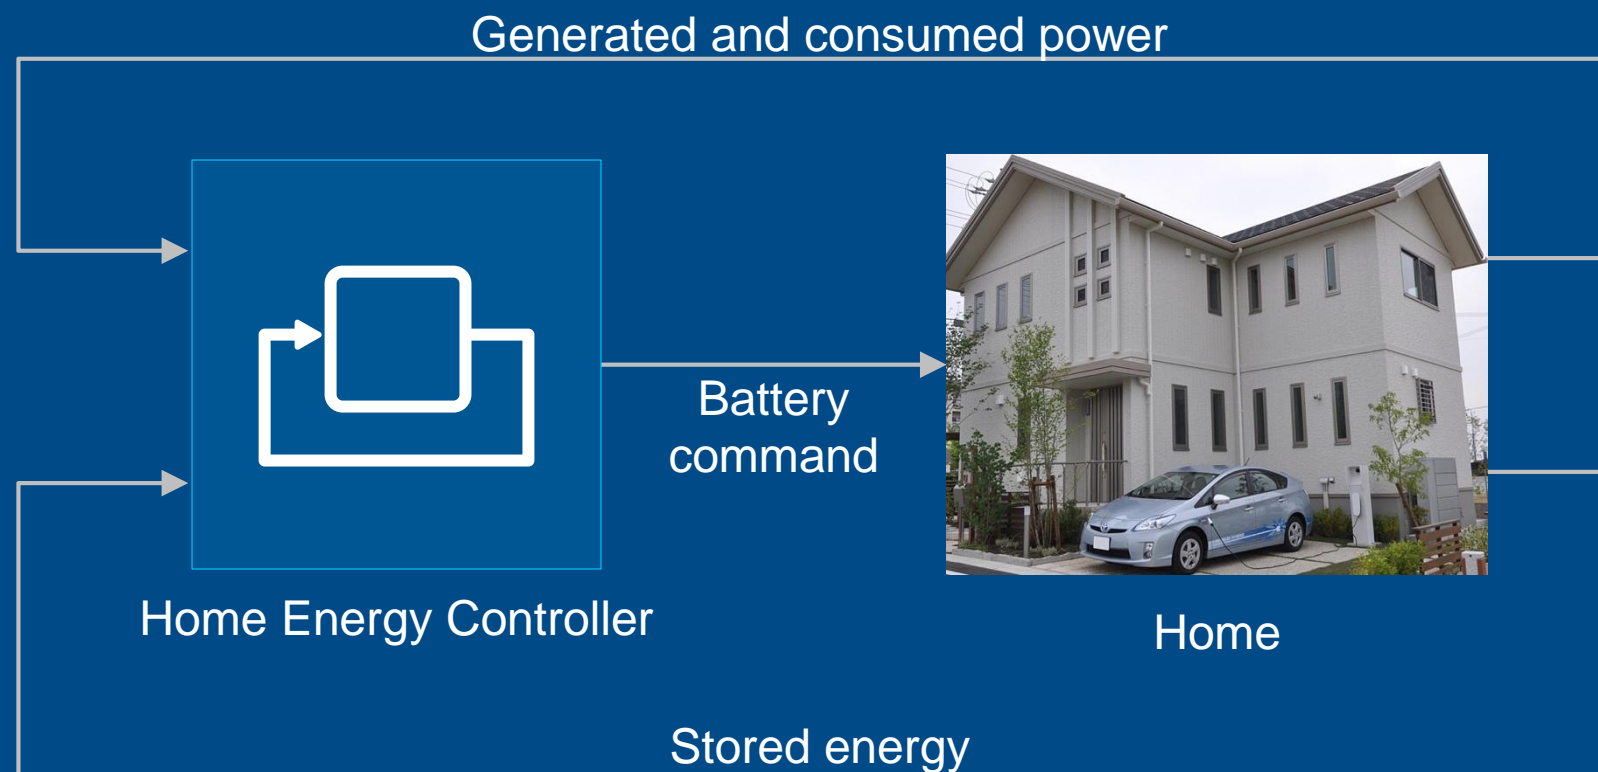 Generated and consumed power
Battery
command
Home Energy Controller
Home
Stored energy